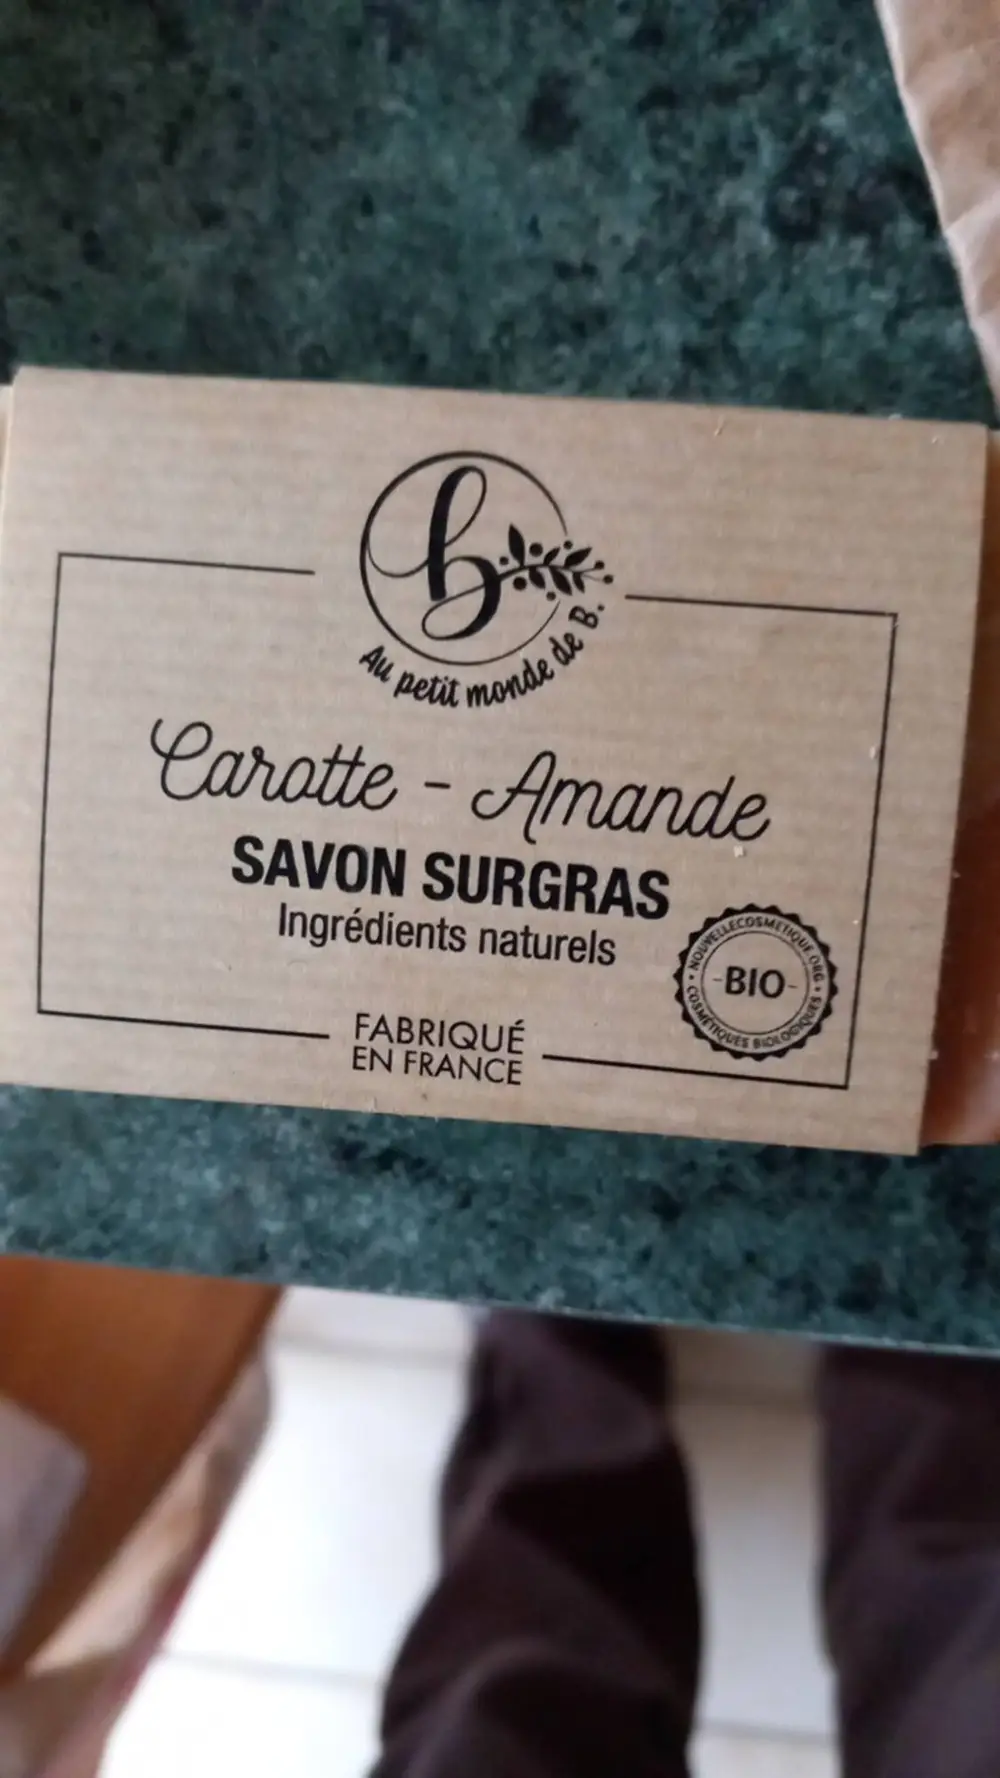 b
Au petit monde de B.
Carotte - Amande
SAVON SURGRAS
Ingrédients naturels
• NOUVELLECOSMETIQUE.ORG •
-BIO-
COSMÉTIQUES BIOLOGIQUES
FABRIQUÉ
EN FRANCE